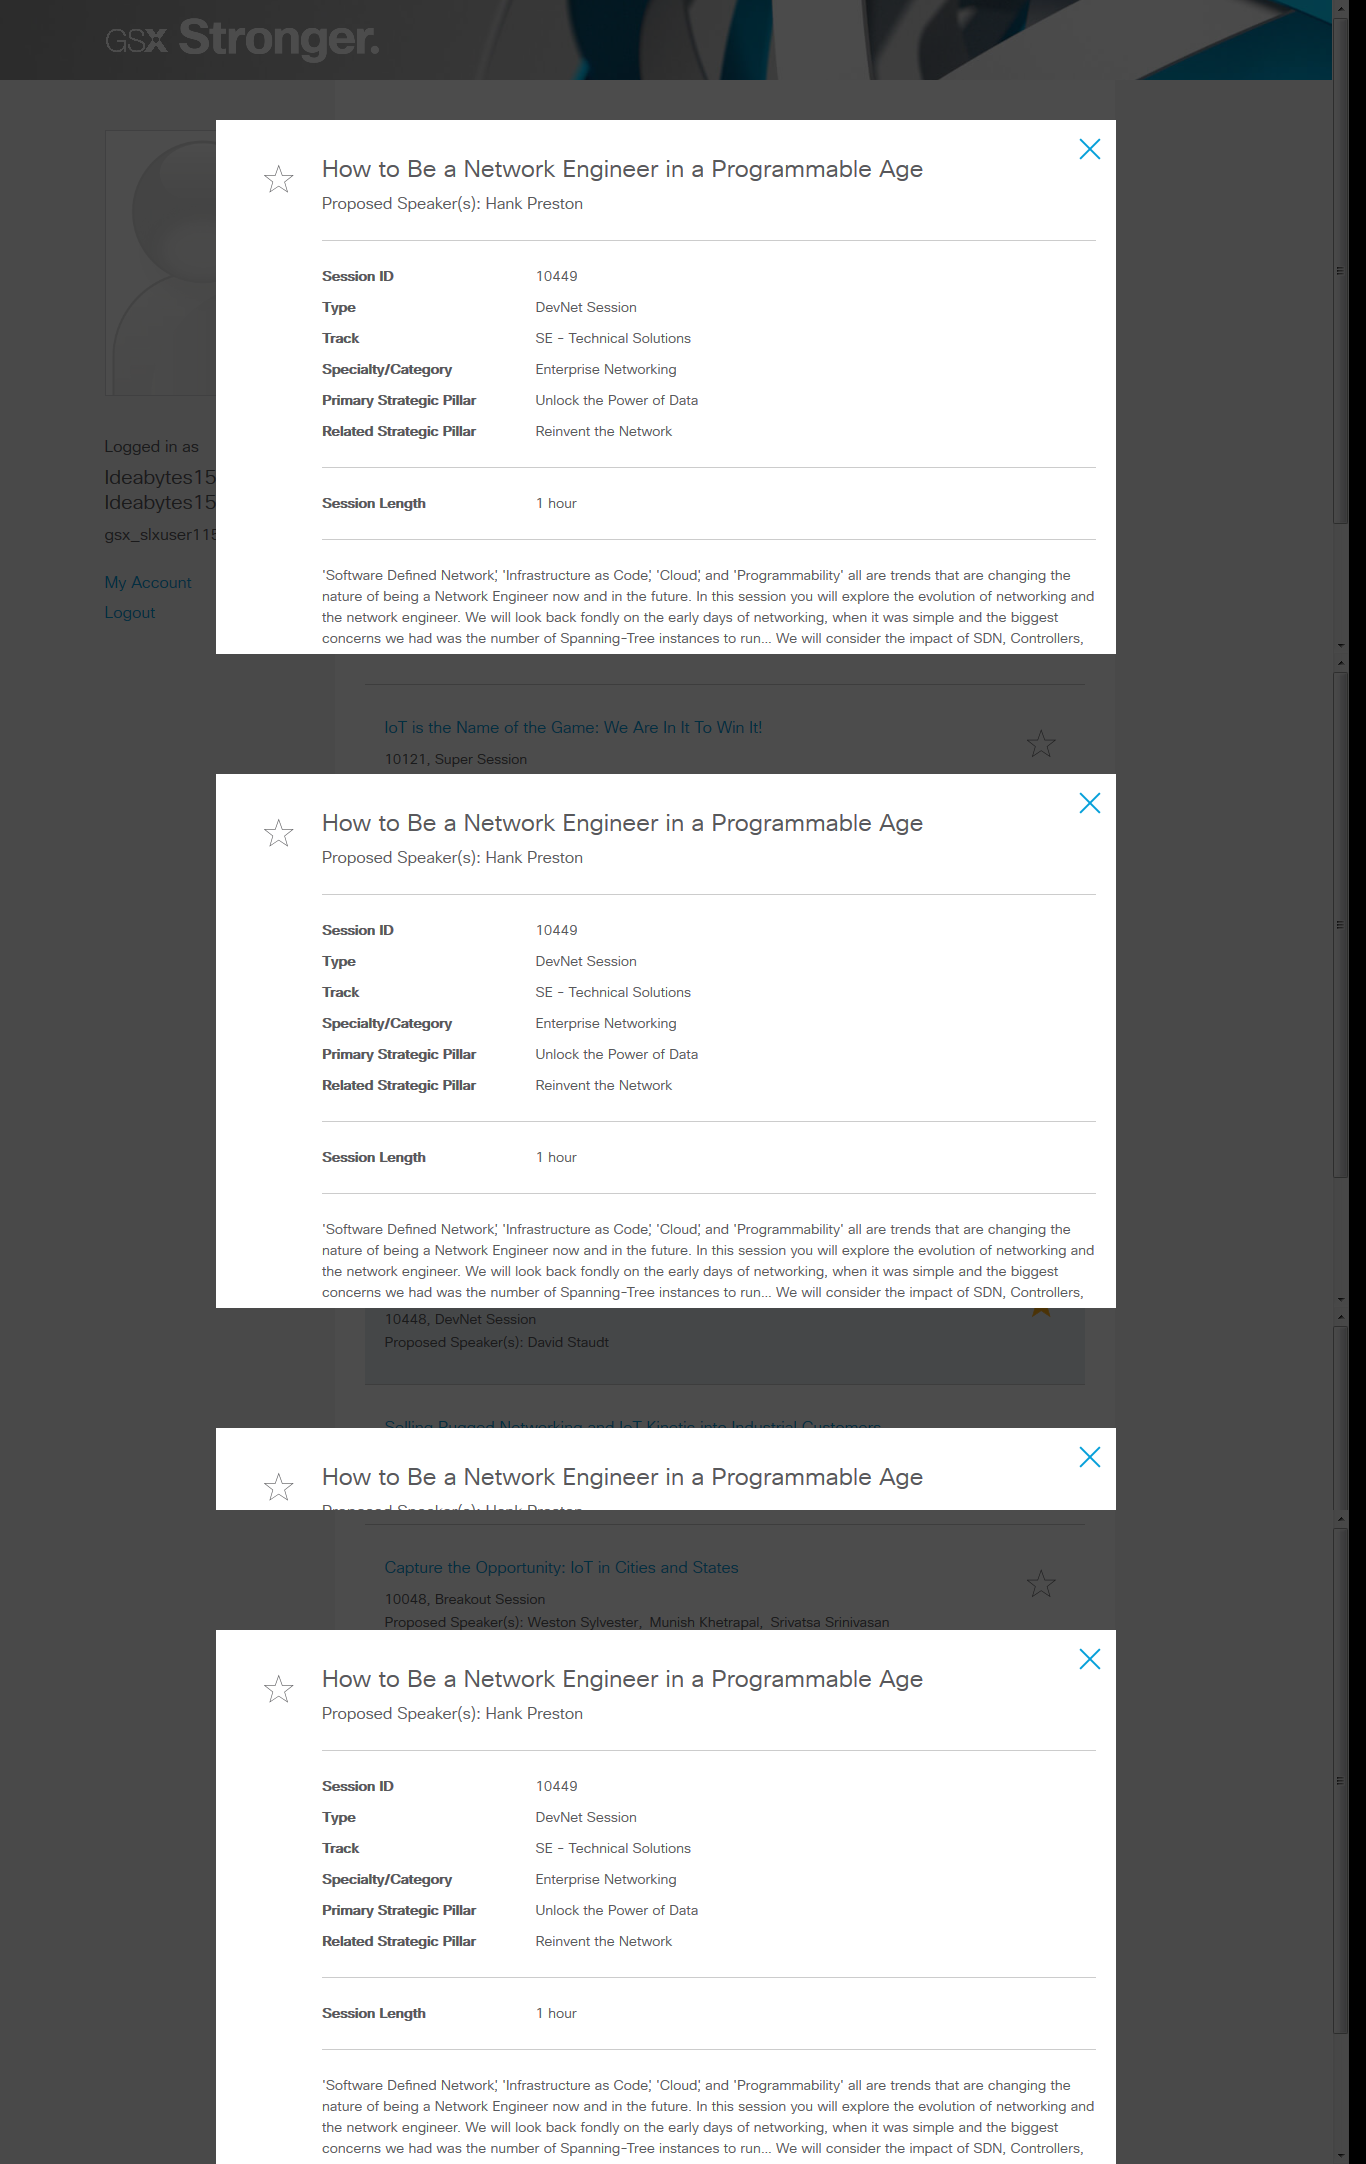 GSX Stronger.
How to Be a Network Engineer in a Programmable Age
Proposed Speaker(s): Hank Preston
Session ID 10449
Type DevNet Session
Track SE - Technical Solutions
Specialty/Category Enterprise Networking
Primary Strategic Pillar Unlock the Power of Data
Related Strategic Pillar Reinvent the Network
Logged in as
Ideabytes15
Ideabytes15
gsx_slxuser115
My Account
Logout
Session Length 1 hour
'Software Defined Network', 'Infrastructure as Code', 'Cloud', and 'Programmability' all are trends that are changing the
nature of being a Network Engineer now and in the future. In this session you will explore the evolution of networking and
the network engineer. We will look back fondly on the early days of networking, when it was simple and the biggest
concerns we had was the number of Spanning-Tree instances to run... We will consider the impact of SDN, Controllers,
IoT is the Name of the Game: We Are In It To Win It!
10121, Super Session
How to Be a Network Engineer in a Programmable Age
Proposed Speaker(s): Hank Preston
Session ID 10449
Type DevNet Session
Track SE - Technical Solutions
Specialty/Category Enterprise Networking
Primary Strategic Pillar Unlock the Power of Data
Related Strategic Pillar Reinvent the Network
Session Length 1 hour
'Software Defined Network', 'Infrastructure as Code', 'Cloud', and 'Programmability' all are trends that are changing the
nature of being a Network Engineer now and in the future. In this session you will explore the evolution of networking and
the network engineer. We will look back fondly on the early days of networking, when it was simple and the biggest
concerns we had was the number of Spanning-Tree instances to run... We will consider the impact of SDN, Controllers,
10448, DevNet Session
Proposed Speaker(s): David Staudt
Selling Rugged Networking and IoT Kinetic into Industrial Customers
How to Be a Network Engineer in a Programmable Age
Proposed Speaker(s): Hank Preston
Capture the Opportunity: IoT in Cities and States
10048, Breakout Session
Proposed Speaker(s): Weston Sylvester, Munish Khetrapal, Srivatsa Srinivasan
How to Be a Network Engineer in a Programmable Age
Proposed Speaker(s): Hank Preston
Session ID 10449
Type DevNet Session
Track SE - Technical Solutions
Specialty/Category Enterprise Networking
Primary Strategic Pillar Unlock the Power of Data
Related Strategic Pillar Reinvent the Network
Session Length 1 hour
'Software Defined Network', 'Infrastructure as Code', 'Cloud', and 'Programmability' all are trends that are changing the
nature of being a Network Engineer now and in the future. In this session you will explore the evolution of networking and
the network engineer. We will look back fondly on the early days of networking, when it was simple and the biggest
concerns we had was the number of Spanning-Tree instances to run... We will consider the impact of SDN, Controllers,